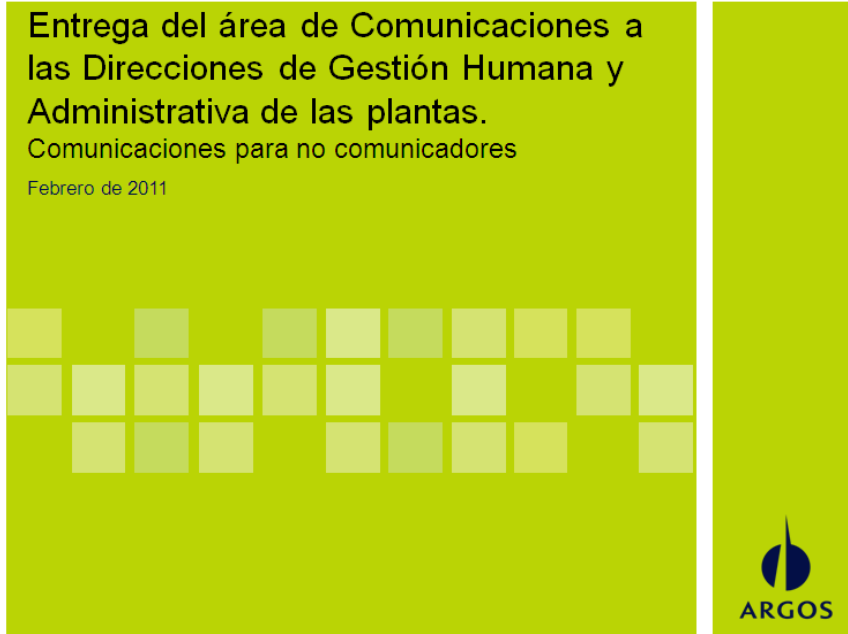 Entrega del área de Comunicaciones a
las Direcciones de Gestión Humana y
Administrativa de las plantas.
Comunicaciones para no comunicadores
Febrero de 2011
ARGOS